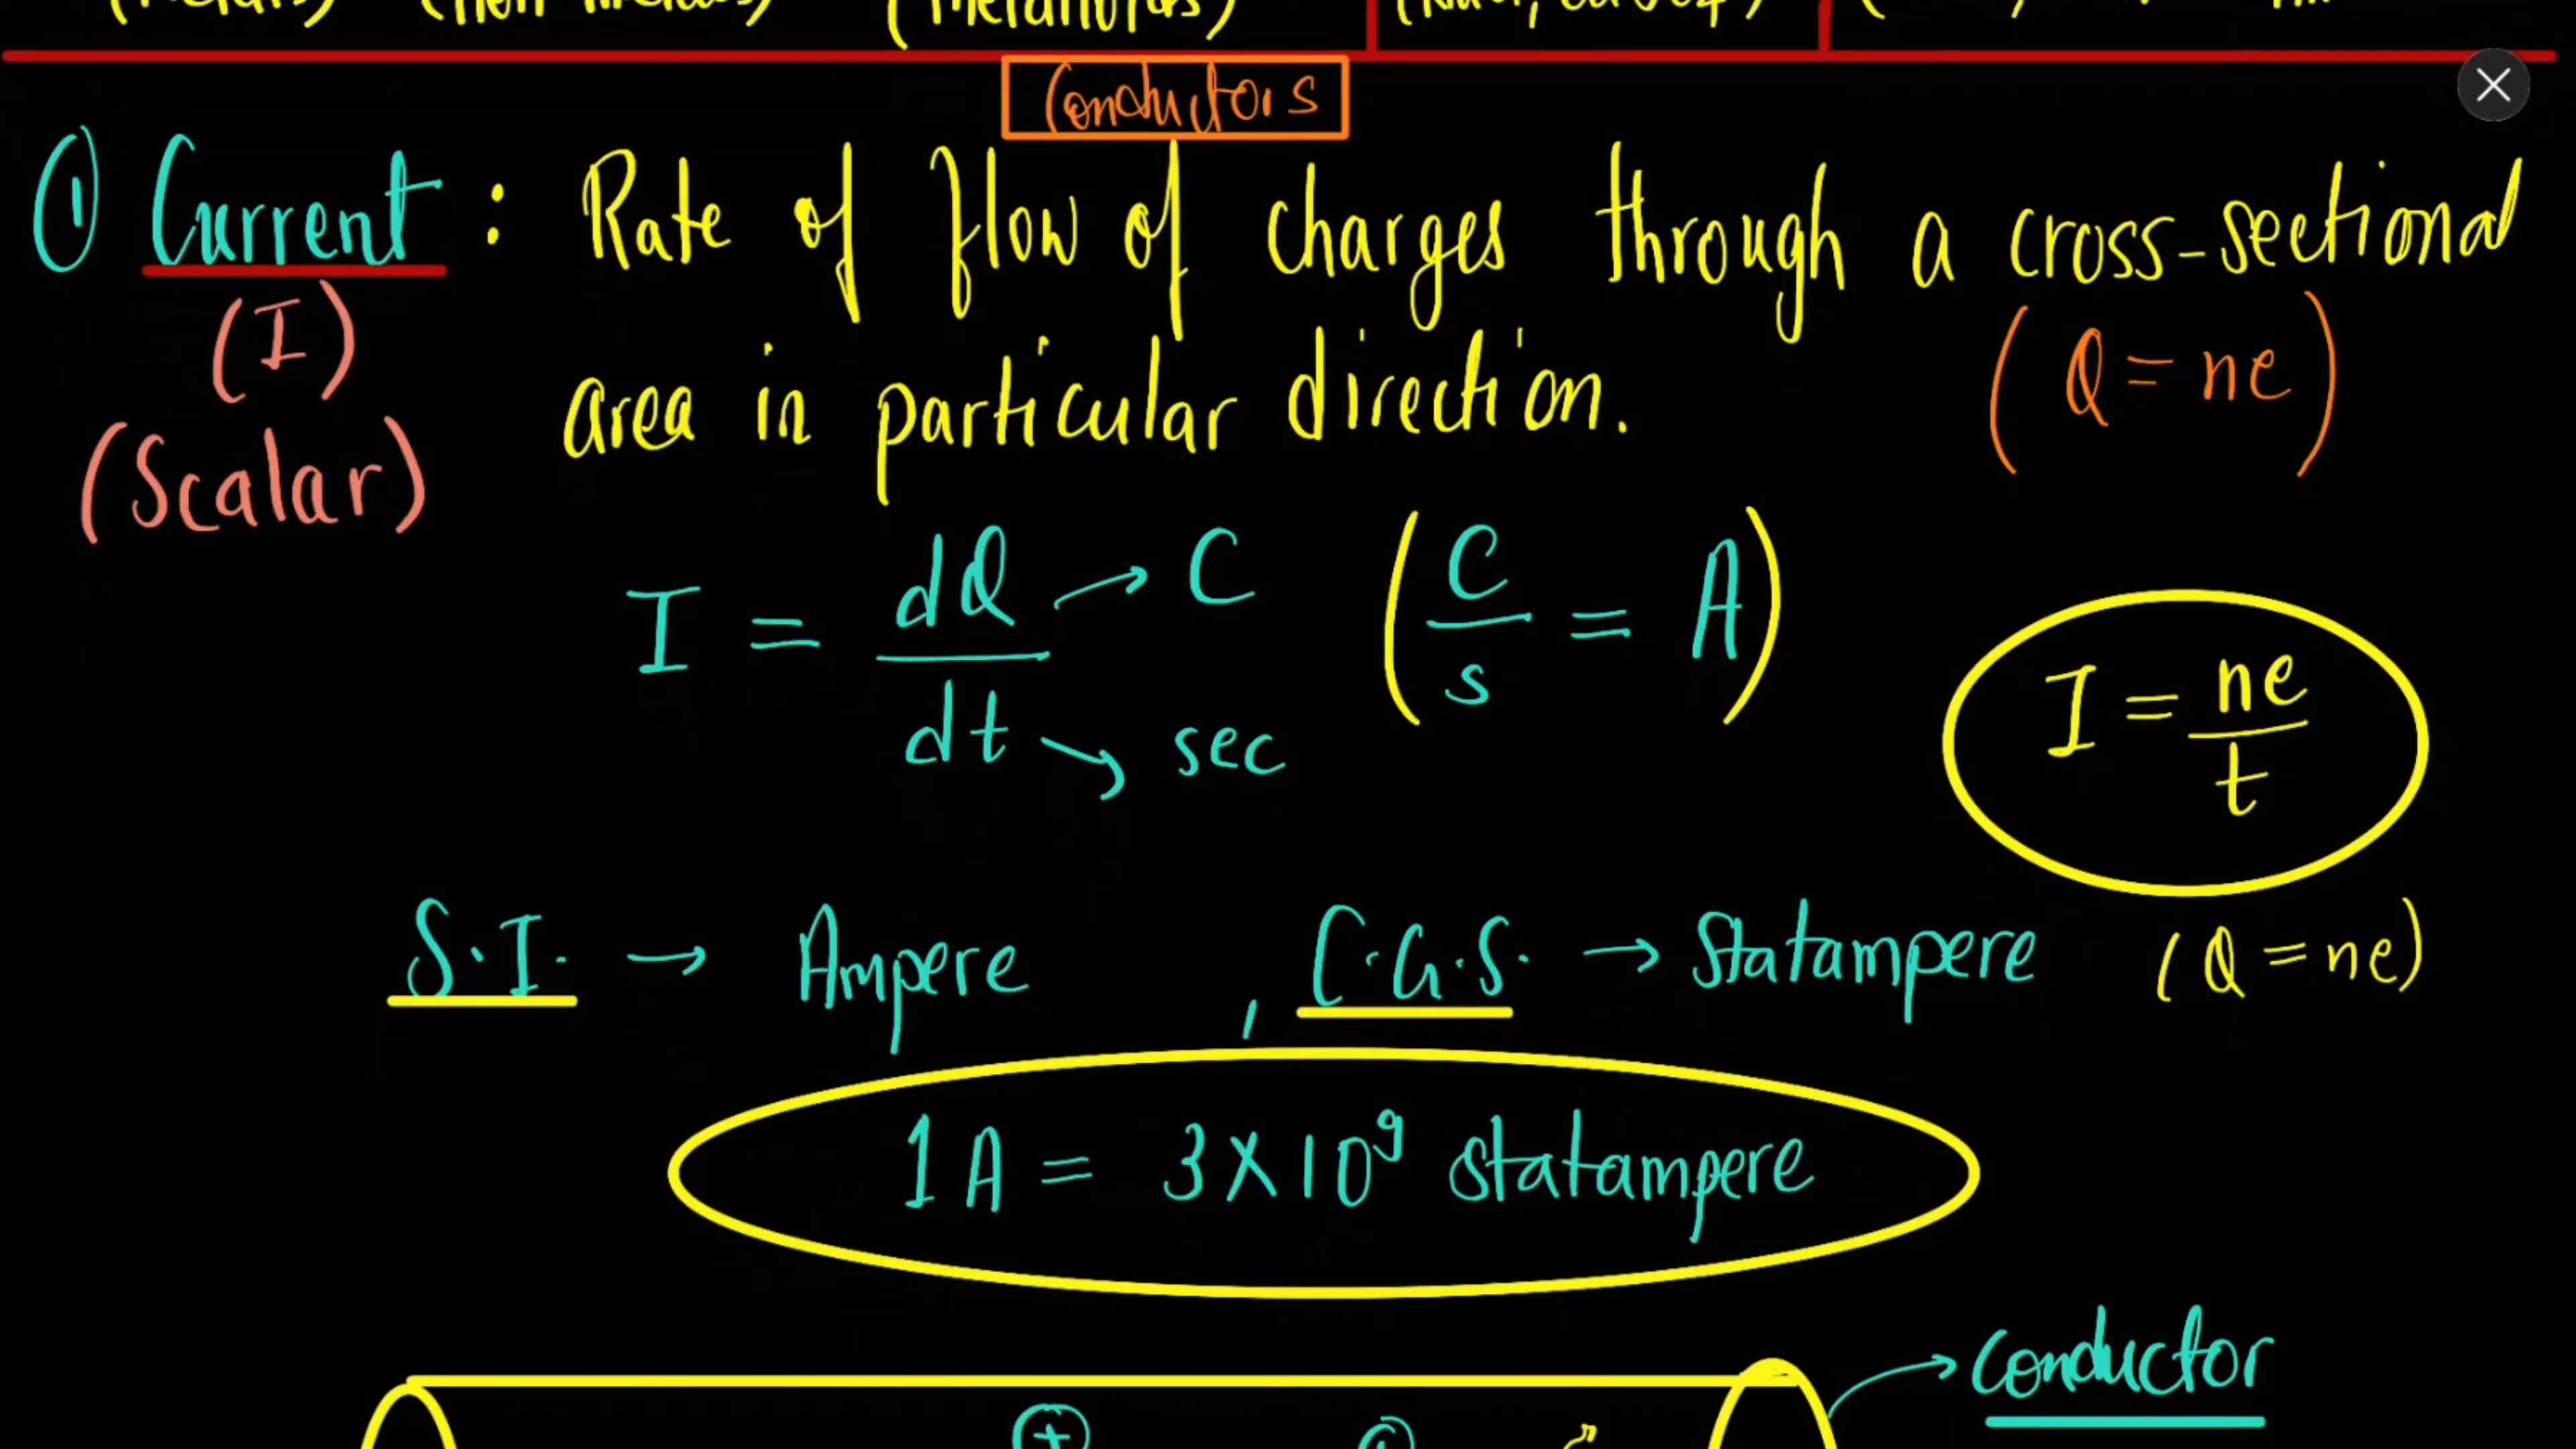 Conductors
① Current : Rate of flow of charges through a cross-sectional
(I) area in particular direction. (Q = ne)
(Scalar)
I = dQ/dt → C → sec (C/s = A)
I = ne/t
S.I. → Ampere , C.G.S. → Statampere (Q = ne)
1 A = 3 X 10⁹ statampere
→ Conductor
+